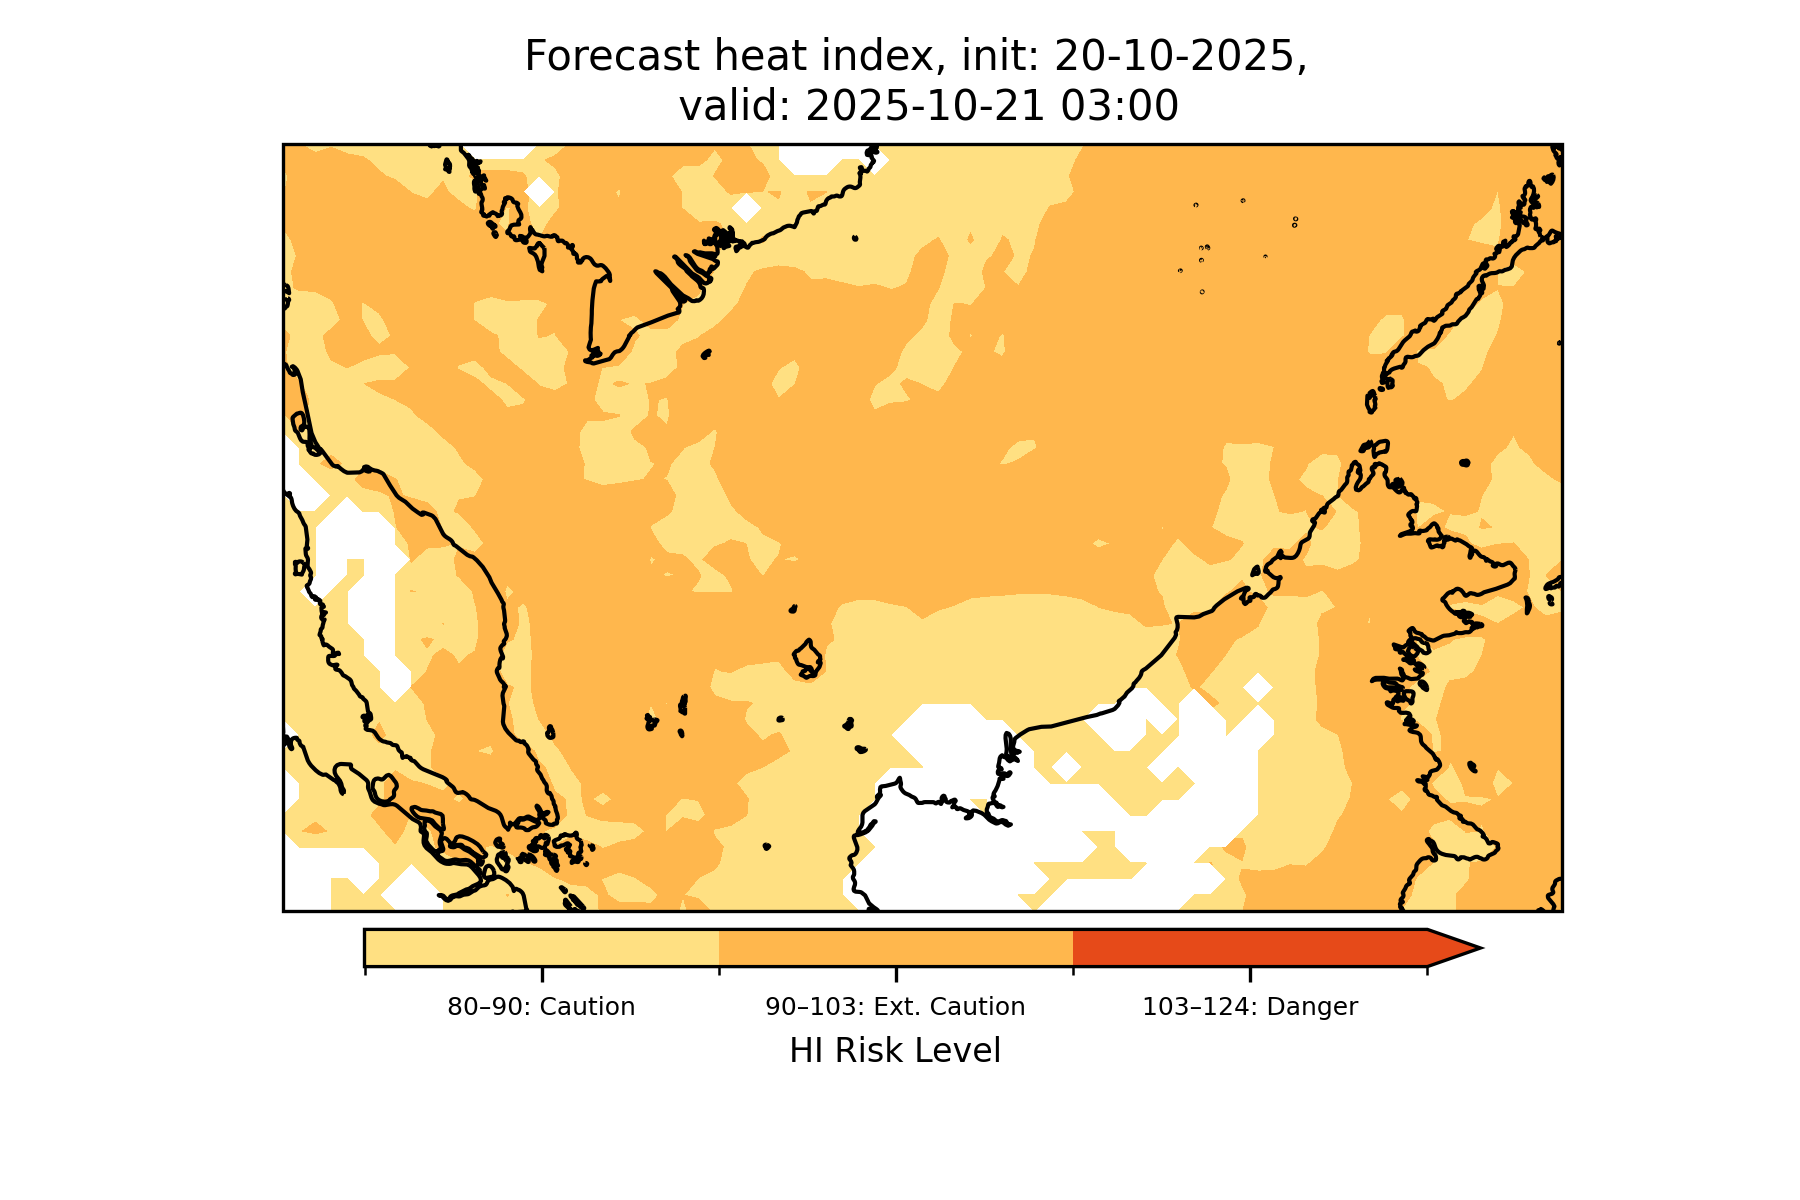 Forecast heat index, init: 20-10-2025,
valid: 2025-10-21 03:00
80–90: Caution
90–103: Ext. Caution
103–124: Danger
HI Risk Level